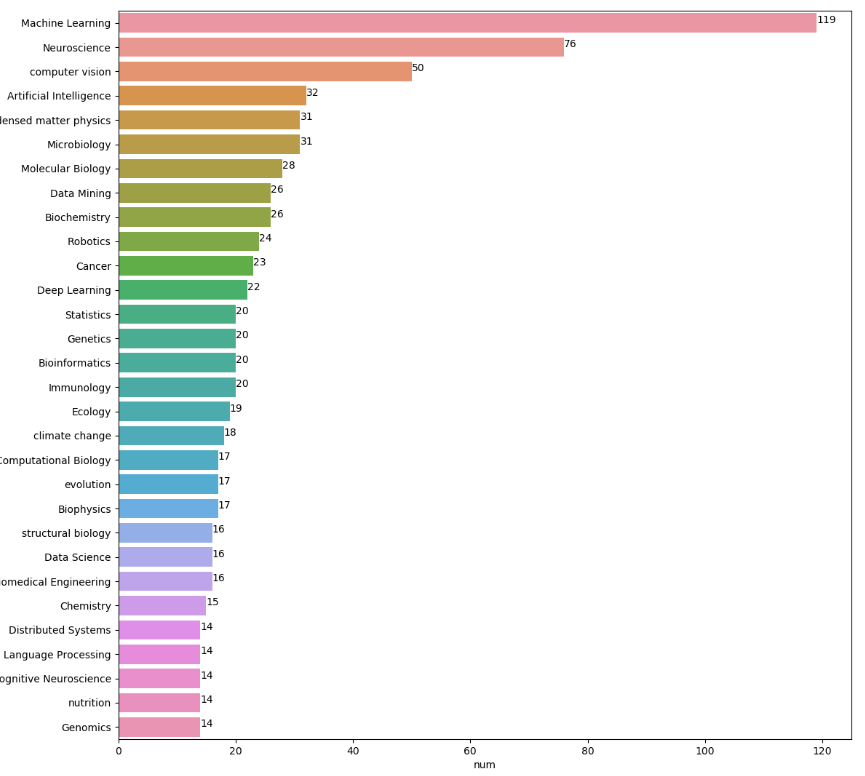 Machine Learning 119
Neuroscience 76
computer vision 50
Artificial Intelligence 32
densed matter physics 31
Microbiology 31
Molecular Biology 28
Data Mining 26
Biochemistry 26
Robotics 24
Cancer 23
Deep Learning 22
Statistics 20
Genetics 20
Bioinformatics 20
Immunology 20
Ecology 19
climate change 18
Computational Biology 17
evolution 17
Biophysics 17
structural biology 16
Data Science 16
omedical Engineering 16
Chemistry 15
Distributed Systems 14
Language Processing 14
ognitive Neuroscience 14
nutrition 14
Genomics 14
0 20 40 60 80 100 120
num